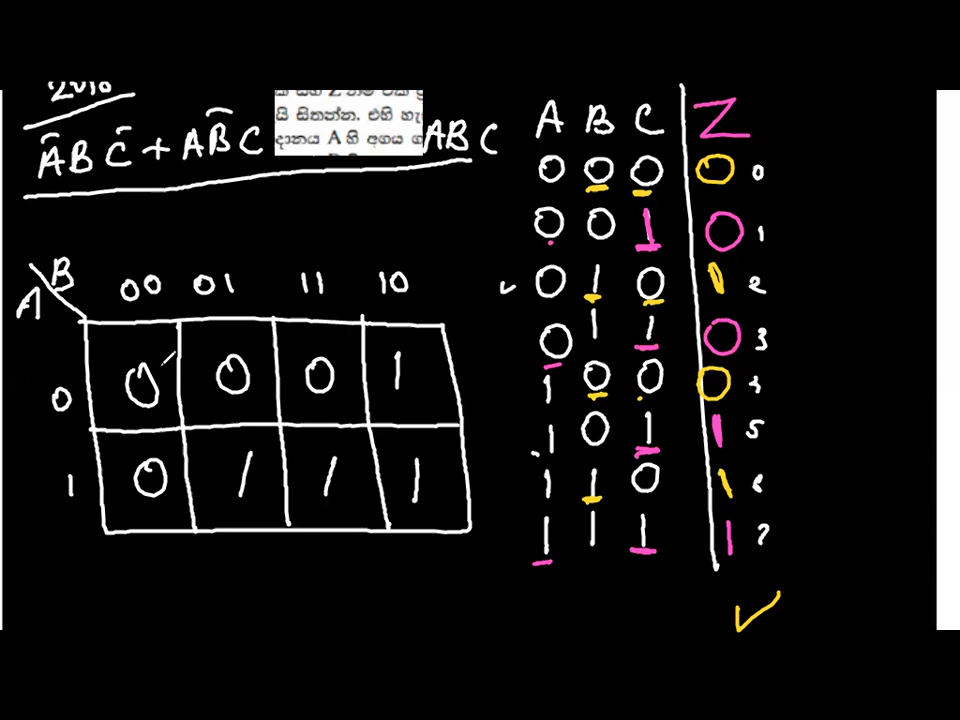 2018
A̅BC̅ + AB̅C ABC
යි සිතන්න. එහි හැ
දානය A හි අගය ග
A B C Z
0 0 0 0 0
0 0 1 0 1
✓ 0 1 0 1 2
0 1 1 0 3
1 0 0 0 4
1 0 1 1 5
1 1 0 1 6
1 1 1 1 7
B
A 00 01 11 10
0 0 0 0 1
1 0 1 1 1
✓